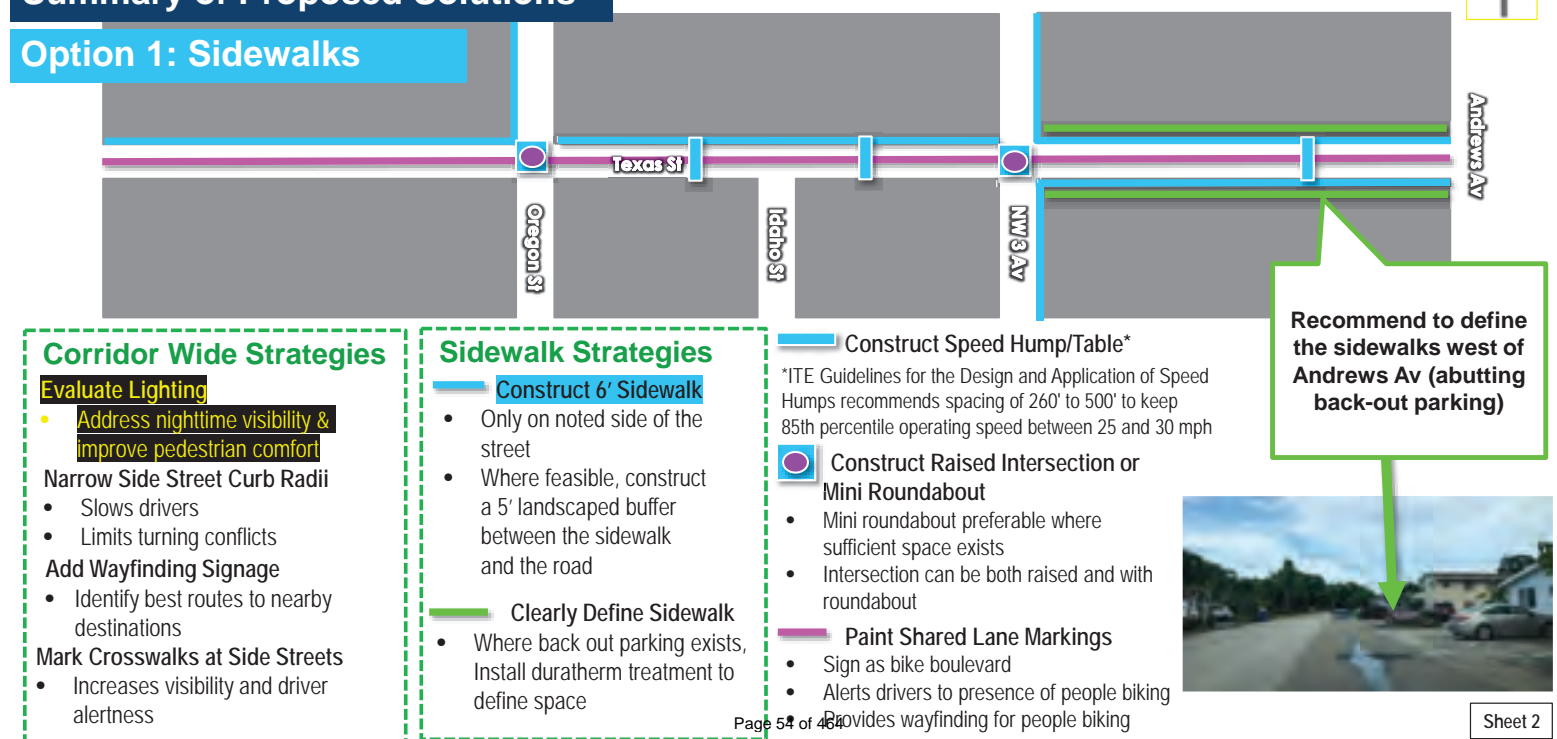 Summary of Proposed Solutions
Option 1: Sidewalks
Texas St
Oregon St
Idaho St
NW 3 Av
Andrews Av
Recommend to define
the sidewalks west of
Andrews Av (abutting
back-out parking)
Corridor Wide Strategies
Evaluate Lighting
• Address nighttime visibility &
improve pedestrian comfort
Narrow Side Street Curb Radii
• Slows drivers
• Limits turning conflicts
Add Wayfinding Signage
• Identify best routes to nearby
destinations
Mark Crosswalks at Side Streets
• Increases visibility and driver
alertness
Sidewalk Strategies
Construct 6' Sidewalk
• Only on noted side of the
street
• Where feasible, construct
a 5' landscaped buffer
between the sidewalk
and the road
Clearly Define Sidewalk
• Where back out parking exists,
Install duratherm treatment to
define space
Construct Speed Hump/Table*
*ITE Guidelines for the Design and Application of Speed
Humps recommends spacing of 260' to 500' to keep
85th percentile operating speed between 25 and 30 mph
Construct Raised Intersection or
Mini Roundabout
• Mini roundabout preferable where
sufficient space exists
• Intersection can be both raised and with
roundabout
Paint Shared Lane Markings
• Sign as bike boulevard
• Alerts drivers to presence of people biking
• Provides wayfinding for people biking
Page 54 of 464
Sheet 2